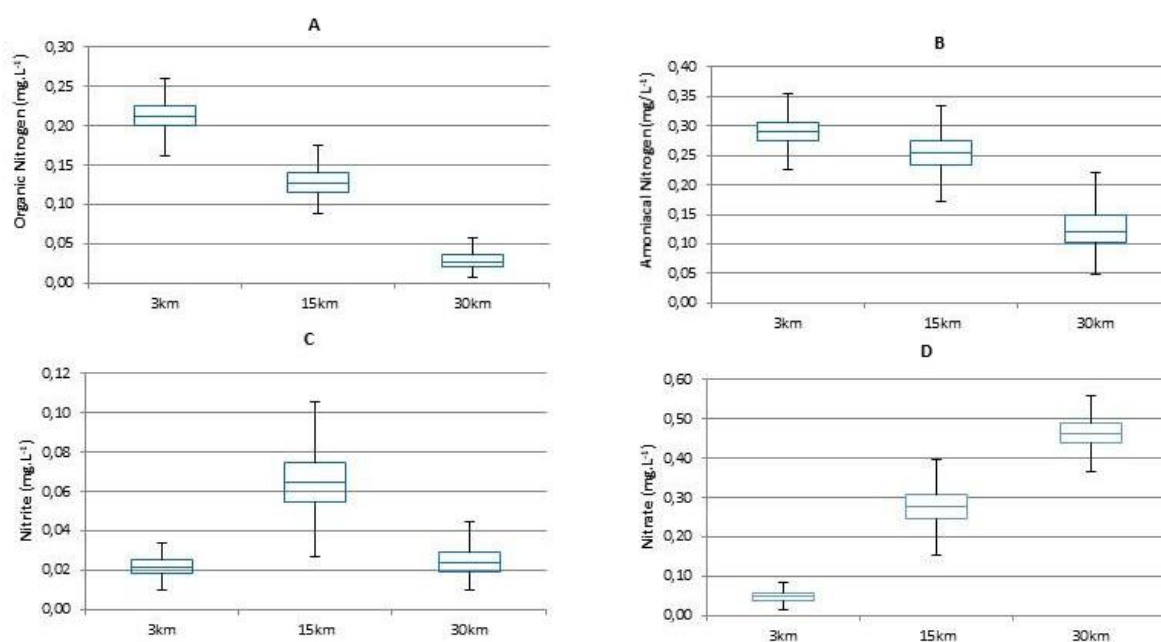 A
Organic Nitrogen (mg.L-¹)
0,30
0,25
0,20
0,15
0,10
0,05
0,00
3km 15km 30km
B
Amoniacal Nitrogen (mg/L-¹)
0,40
0,35
0,30
0,25
0,20
0,15
0,10
0,05
0,00
3km 15km 30km
C
Nitrite (mg.L-¹)
0,12
0,10
0,08
0,06
0,04
0,02
0,00
3km 15km 30km
D
Nitrate (mg.L-¹)
0,60
0,50
0,40
0,30
0,20
0,10
0,00
3km 15km 30km